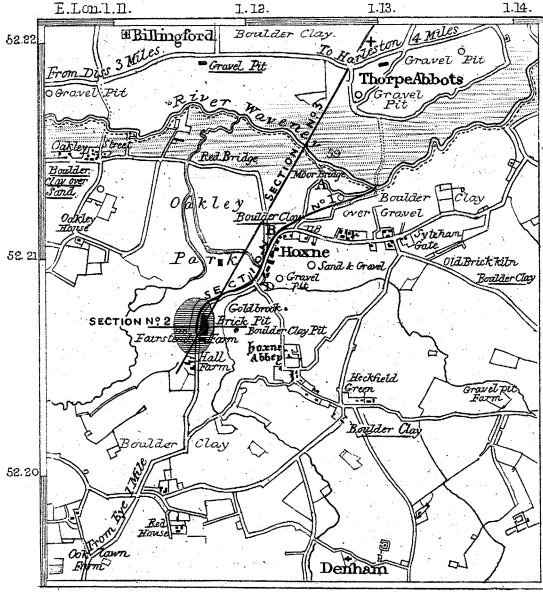 E.Lon.1.11.
1.12.
1.13
1.14
52.22
Billingford
Boulder Clay.
To Harleston 4 Miles
From Diss 3 Miles
Gravel Pit
Gravel Pit
ThorpeAbbots
Gravel Pit
Gravel Pit
River Waveney
SECTION No 3
Oakley
Street
Red Bridge
59
Moor Bridge
A
Boulder
Clay over
Sand.
Oakley
Park
Boulder Clay
over
Boulder
Gravel
Clay
Oakley
House
B
Hoxne
Gate
52.21
Sand & Gravel
Old Brick kiln
Boulder Clay
Gravel
Pit
D
SECTION No
Goldbrook
SECTION No 2
Brick Pit
Boulder Clay Pit
Fairstead
Farm
Hall
Farm
Hoxne
Abbey
Heckfield
Green
Gravel pit
Farm
Boulder Clay
Boulder Clay
52.20
From Eye 1 Mile
Red
House
Farm
Denham